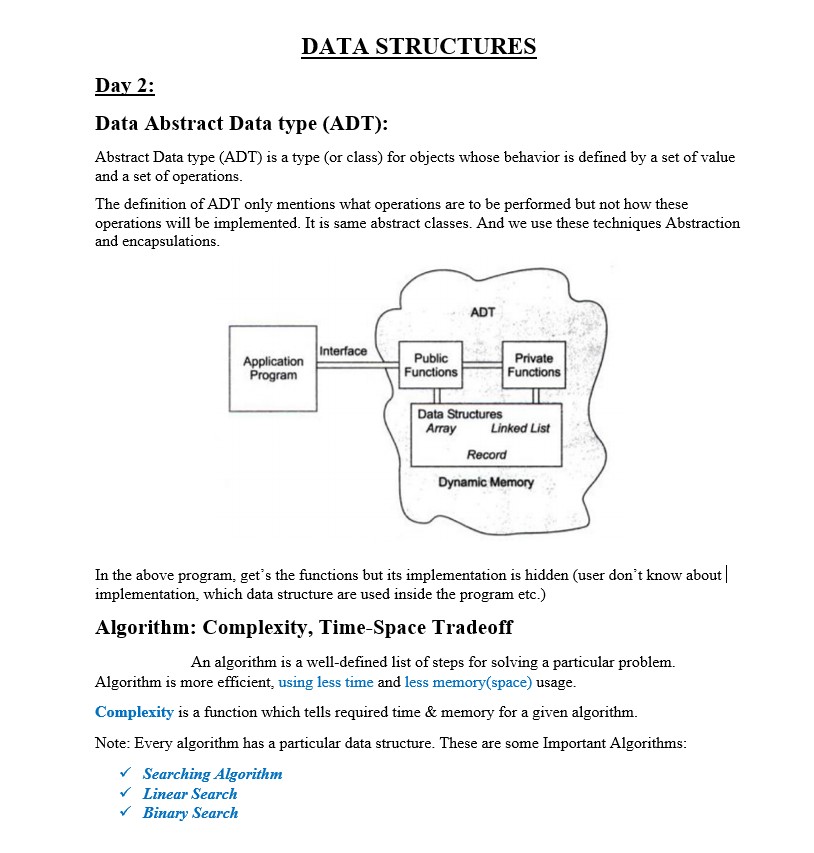 DATA STRUCTURES
Day 2:
Data Abstract Data type (ADT):
Abstract Data type (ADT) is a type (or class) for objects whose behavior is defined by a set of value
and a set of operations.
The definition of ADT only mentions what operations are to be performed but not how these
operations will be implemented. It is same abstract classes. And we use these techniques Abstraction
and encapsulations.
ADT
Interface
Application
Program
Public
Functions
Private
Functions
Data Structures
Array Linked List
Record
Dynamic Memory
In the above program, get's the functions but its implementation is hidden (user don't know about
implementation, which data structure are used inside the program etc.)
Algorithm: Complexity, Time-Space Tradeoff
An algorithm is a well-defined list of steps for solving a particular problem.
Algorithm is more efficient, using less time and less memory(space) usage.
Complexity is a function which tells required time & memory for a given algorithm.
Note: Every algorithm has a particular data structure. These are some Important Algorithms:
✓ Searching Algorithm
✓ Linear Search
✓ Binary Search